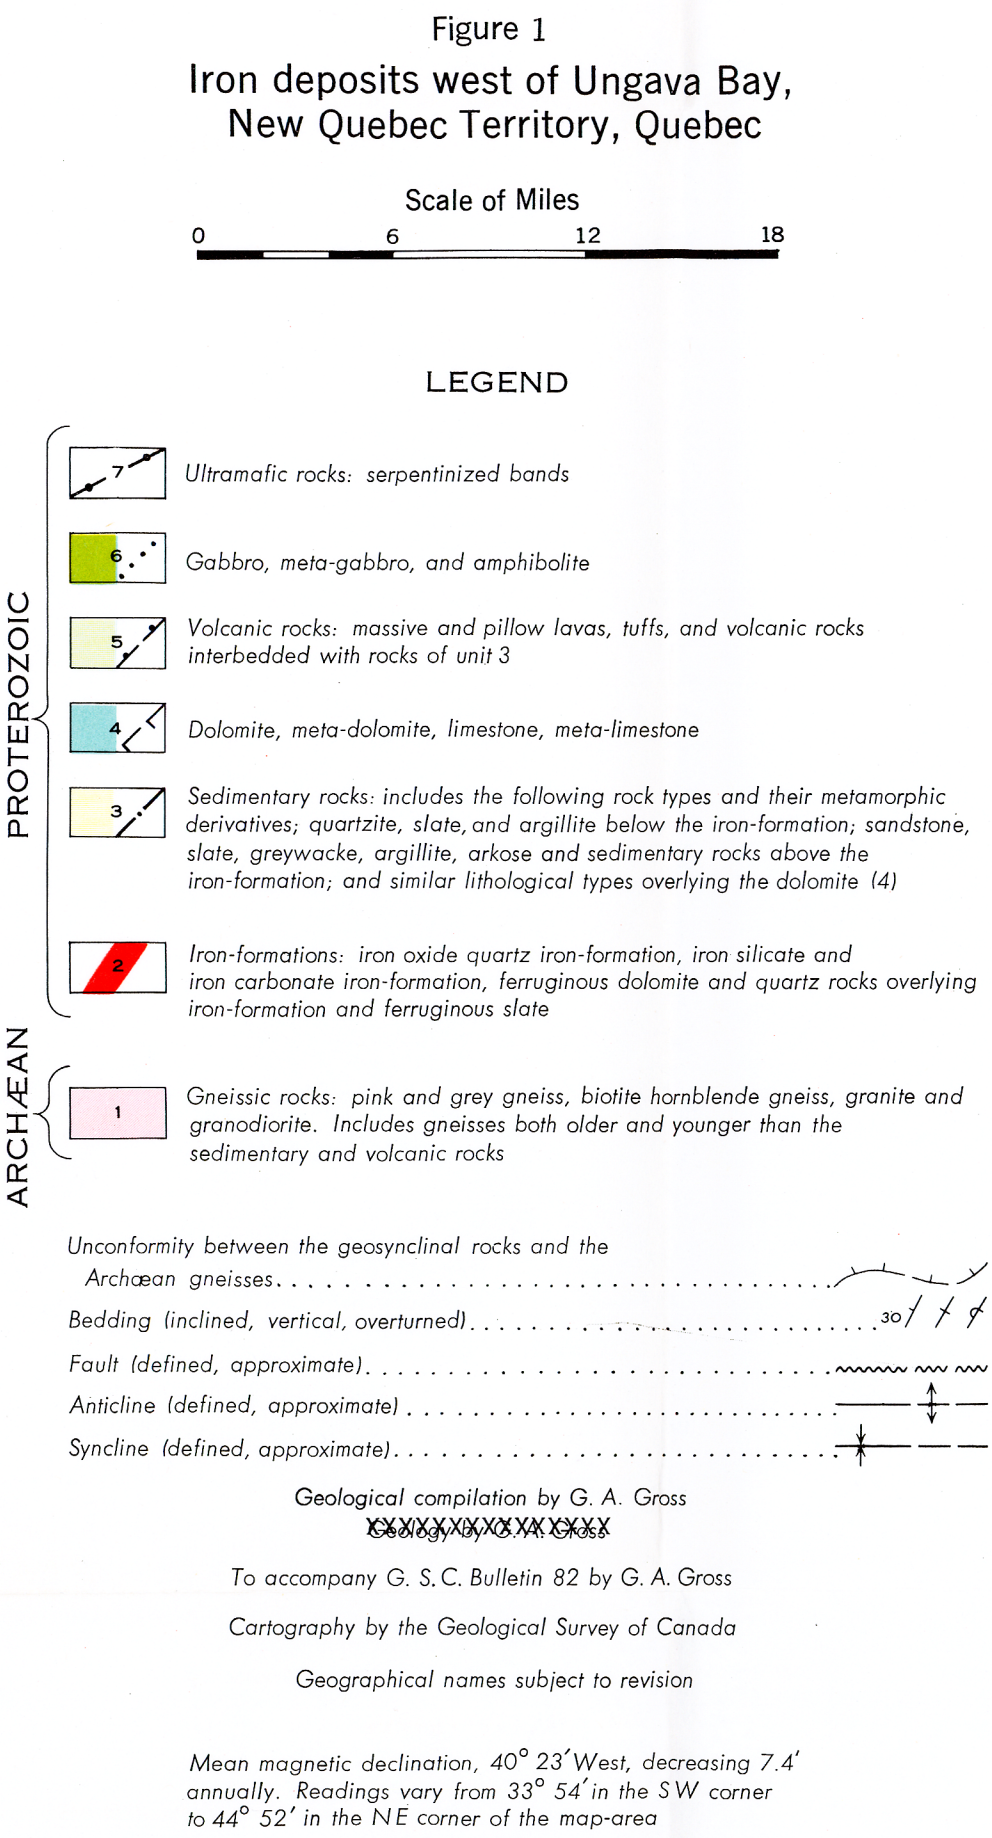 Figure 1
Iron deposits west of Ungava Bay,
New Quebec Territory, Quebec
Scale of Miles
0 6 12 18
LEGEND
PROTEROZOIC
7 Ultramafic rocks: serpentinized bands
6 Gabbro, meta-gabbro, and amphibolite
5 Volcanic rocks: massive and pillow lavas, tuffs, and volcanic rocks
interbedded with rocks of unit 3
4 Dolomite, meta-dolomite, limestone, meta-limestone
3 Sedimentary rocks: includes the following rock types and their metamorphic
derivatives; quartzite, slate, and argillite below the iron-formation; sandstone,
slate, greywacke, argillite, arkose and sedimentary rocks above the
iron-formation; and similar lithological types overlying the dolomite (4)
2 Iron-formations: iron oxide quartz iron-formation, iron silicate and
iron carbonate iron-formation, ferruginous dolomite and quartz rocks overlying
iron-formation and ferruginous slate
ARCHÆAN
1 Gneissic rocks: pink and grey gneiss, biotite hornblende gneiss, granite and
granodiorite. Includes gneisses both older and younger than the
sedimentary and volcanic rocks
Unconformity between the geosynclinal rocks and the
Archæan gneisses
Bedding (inclined, vertical, overturned) 30
Fault (defined, approximate)
Anticline (defined, approximate)
Syncline (defined, approximate)
Geological compilation by G. A. Gross
Geology by G. A. Gross
To accompany G. S. C. Bulletin 82 by G. A. Gross
Cartography by the Geological Survey of Canada
Geographical names subject to revision
Mean magnetic declination, 40° 23′ West, decreasing 7.4′
annually. Readings vary from 33° 54′ in the SW corner
to 44° 52′ in the NE corner of the map-area